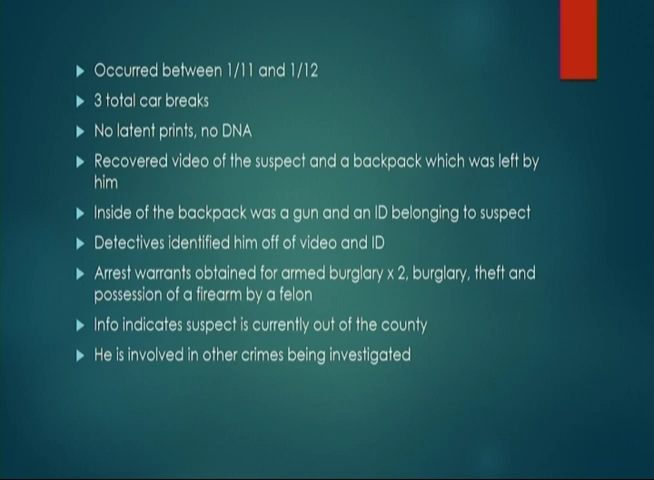 Occurred between 1/11 and 1/12
3 total car breaks
No latent prints, no DNA
Recovered video of the suspect and a backpack which was left by
him
Inside of the backpack was a gun and an ID belonging to suspect
Detectives identified him off of video and ID
Arrest warrants obtained for armed burglary x 2, burglary, theft and
possession of a firearm by a felon
Info indicates suspect is currently out of the county
He is involved in other crimes being investigated